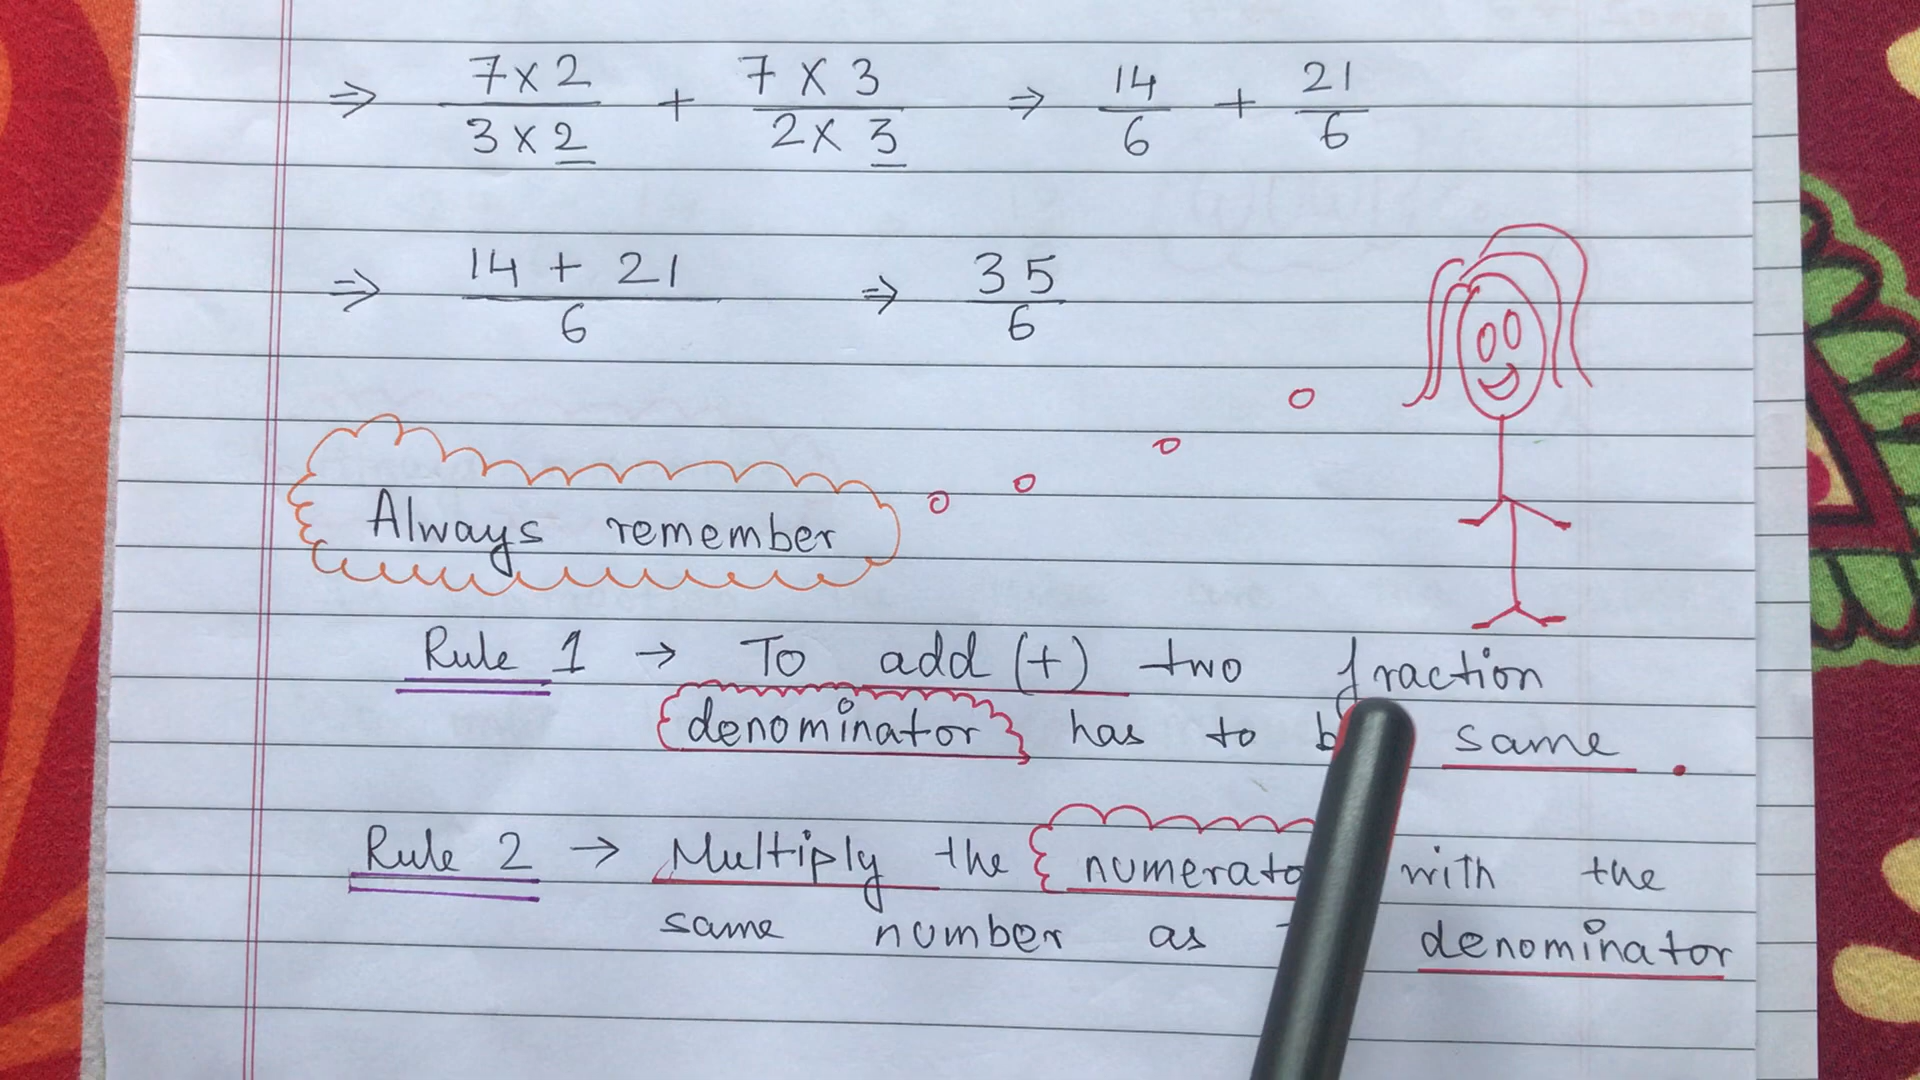 ⇒ 7 x 2 / 3 x 2 + 7 x 3 / 2 x 3 ⇒ 14/6 + 21/6
⇒ 14 + 21 / 6 ⇒ 35/6
Always remember
Rule 1 → To add (+) two fraction
denominator has to same.
Rule 2 → Multiply the with the
same number as denominator